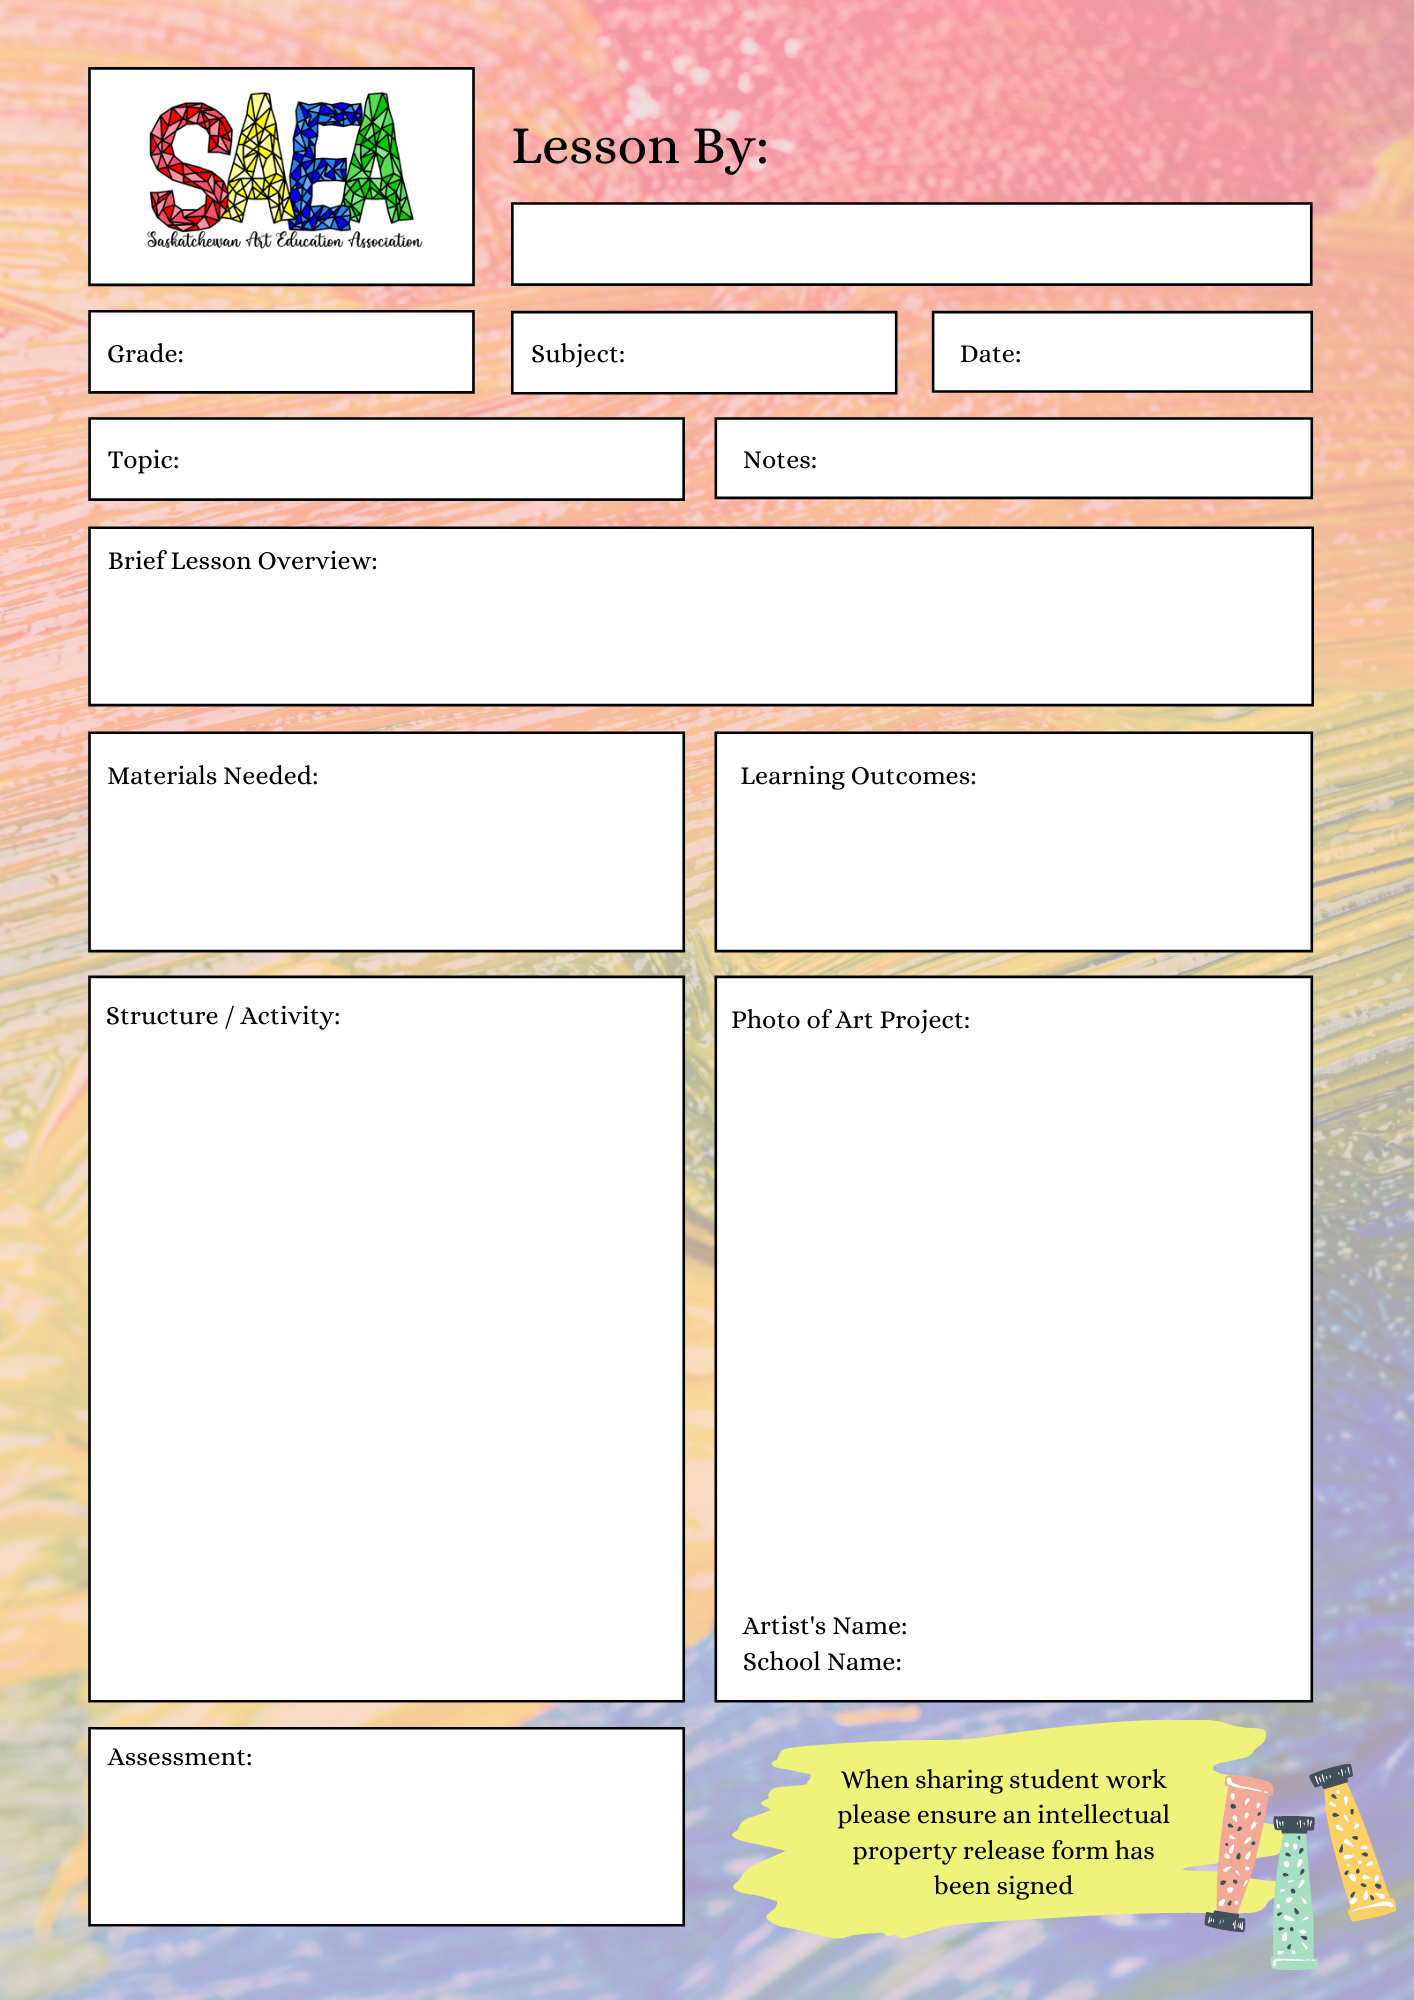 SAEA
Saskatchewan Art Education Association
Lesson By:
Grade:
Subject:
Date:
Topic:
Notes:
Brief Lesson Overview:
Materials Needed:
Learning Outcomes:
Structure / Activity:
Photo of Art Project:
Artist's Name:
School Name:
Assessment:
When sharing student work
please ensure an intellectual
property release form has
been signed